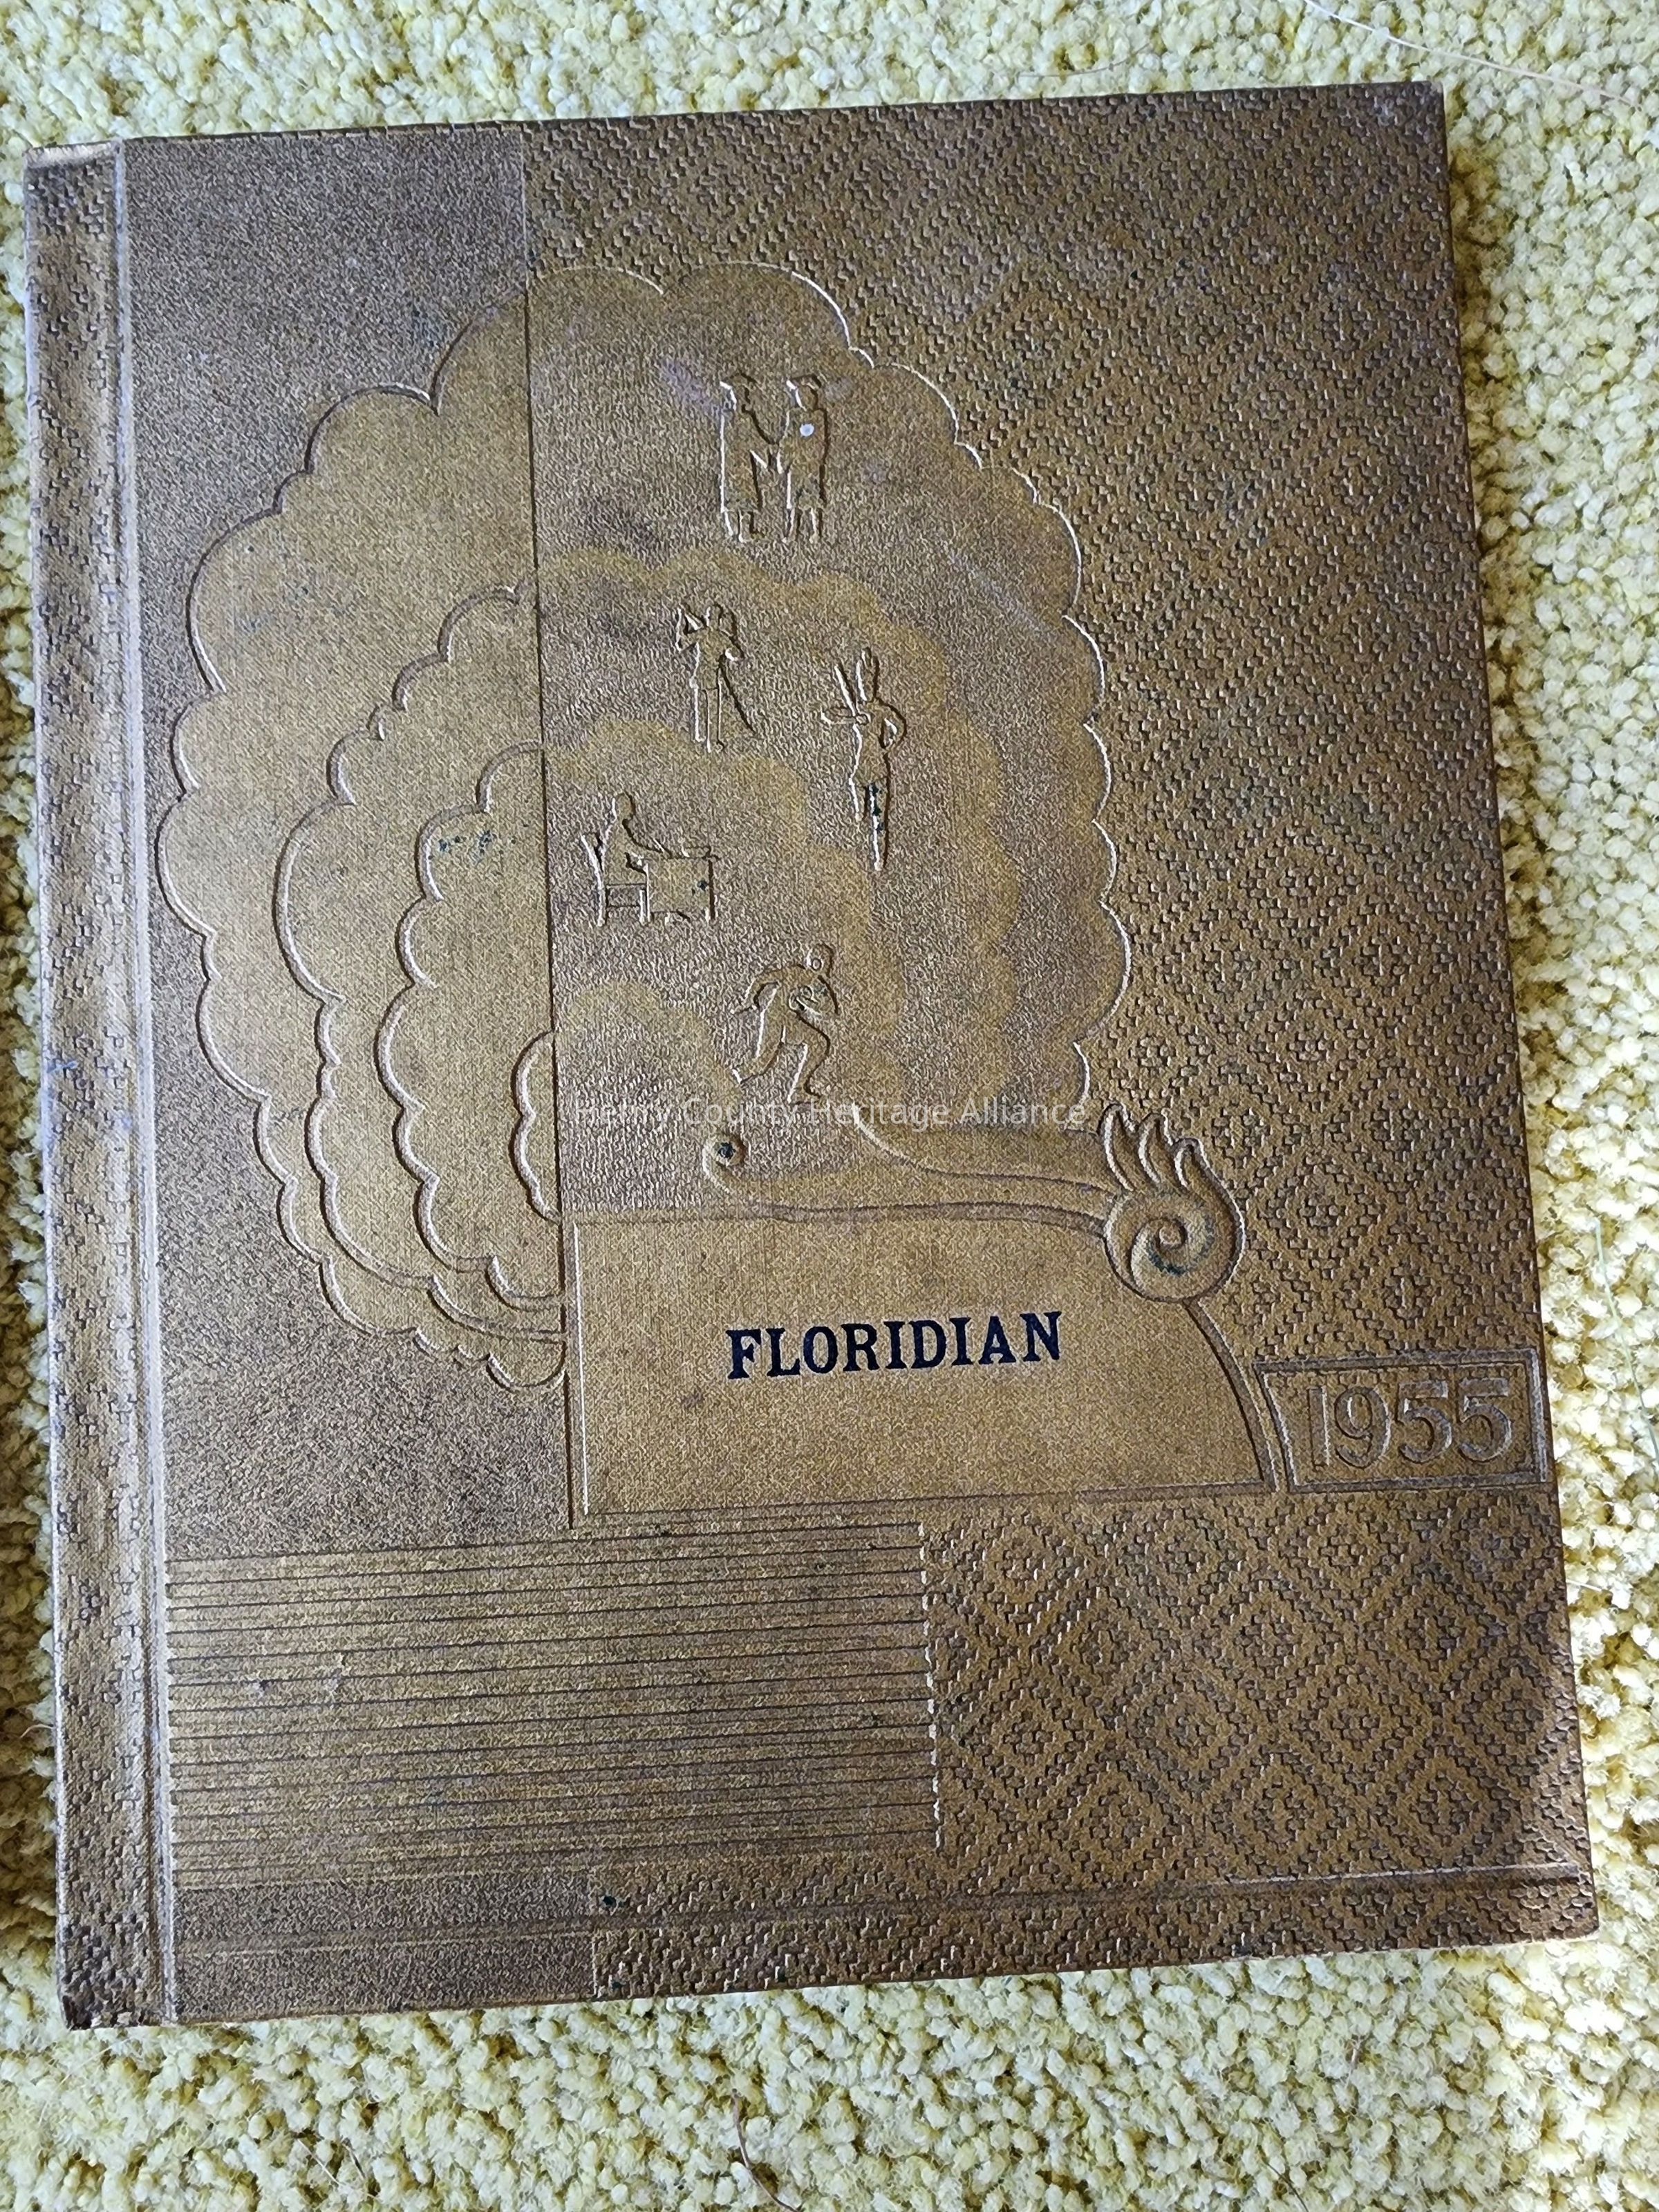 Henry County Heritage Alliance
FLORIDIAN
1955